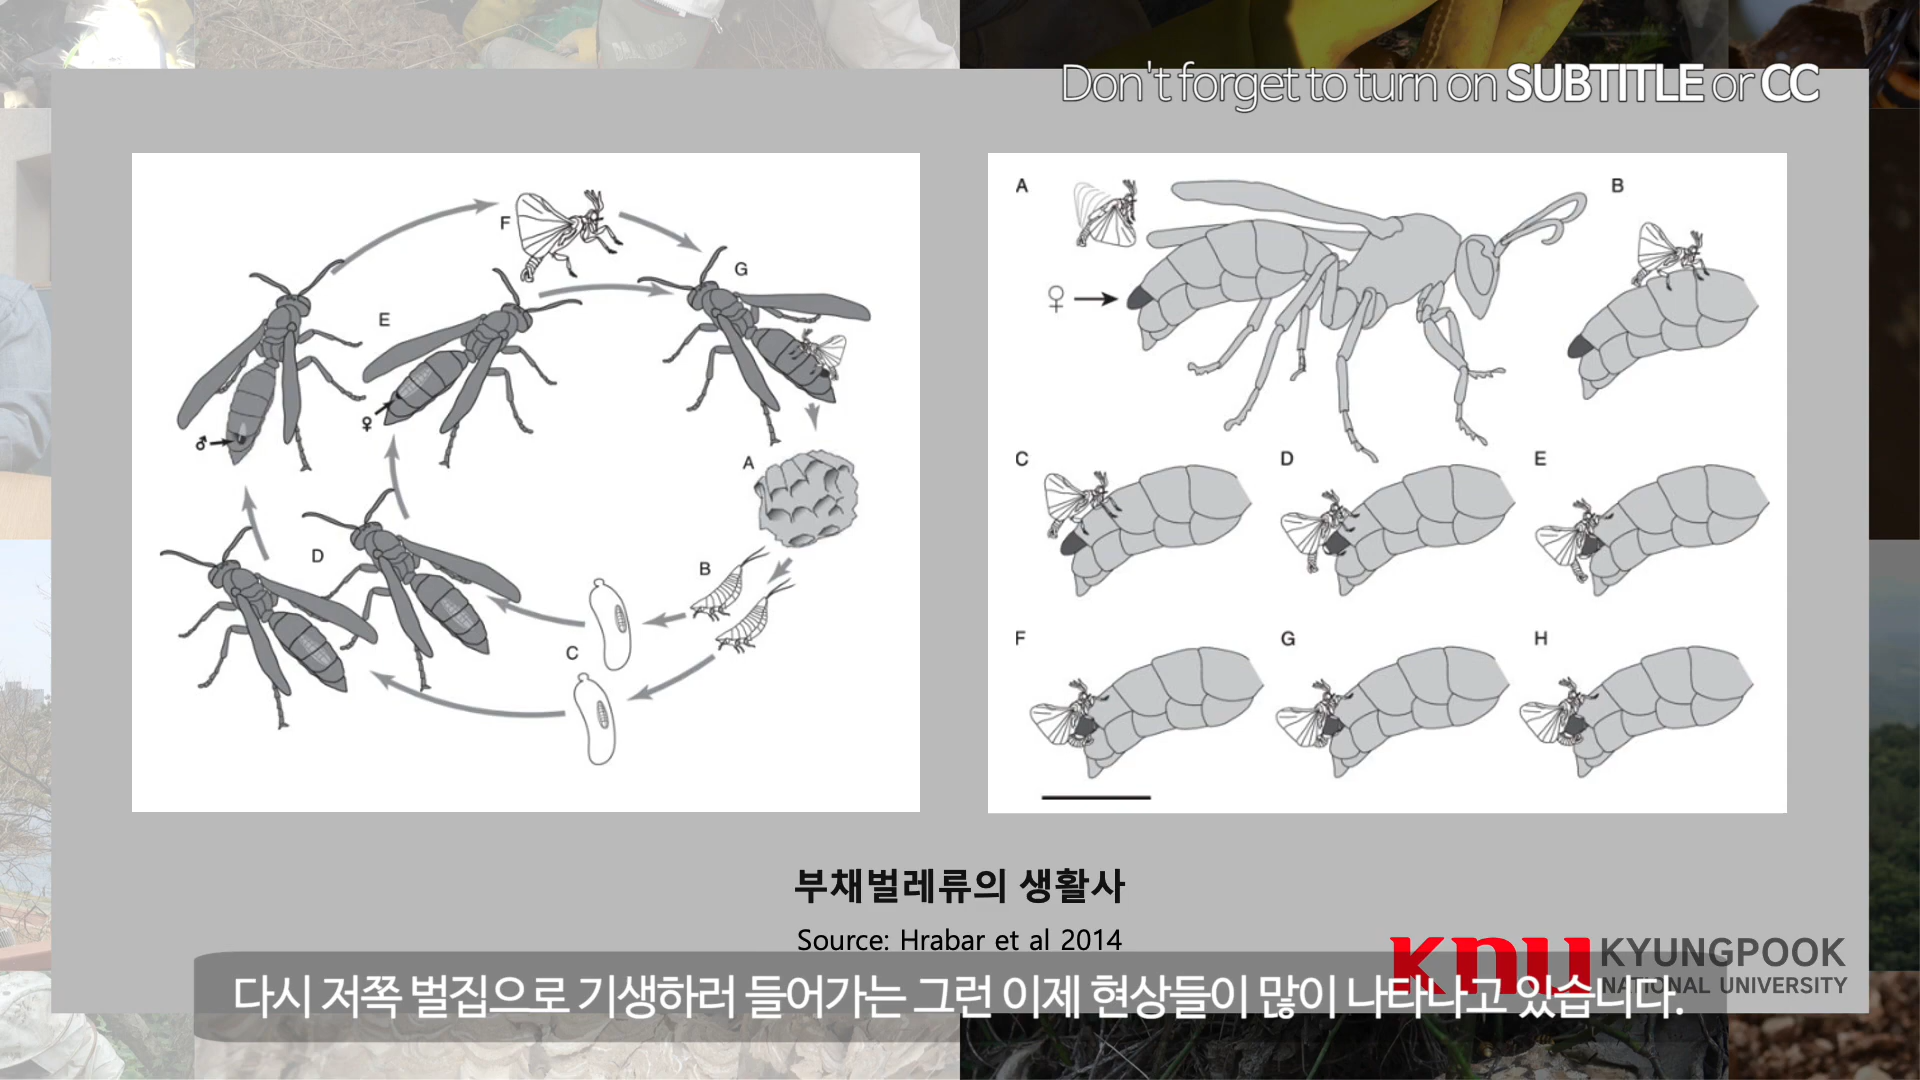 Don't forget to turn on SUBTITLE or CC
F
G
E
♂
♀
A
D
B
C
A
B
♀
C
D
E
F
G
H
부채벌레류의 생활사
Source: Hrabar et al 2014
knu KYUNGPOOK
NATIONAL UNIVERSITY
다시 저쪽 벌집으로 기생하러 들어가는 그런 이제 현상들이 많이 나타나고 있습니다.